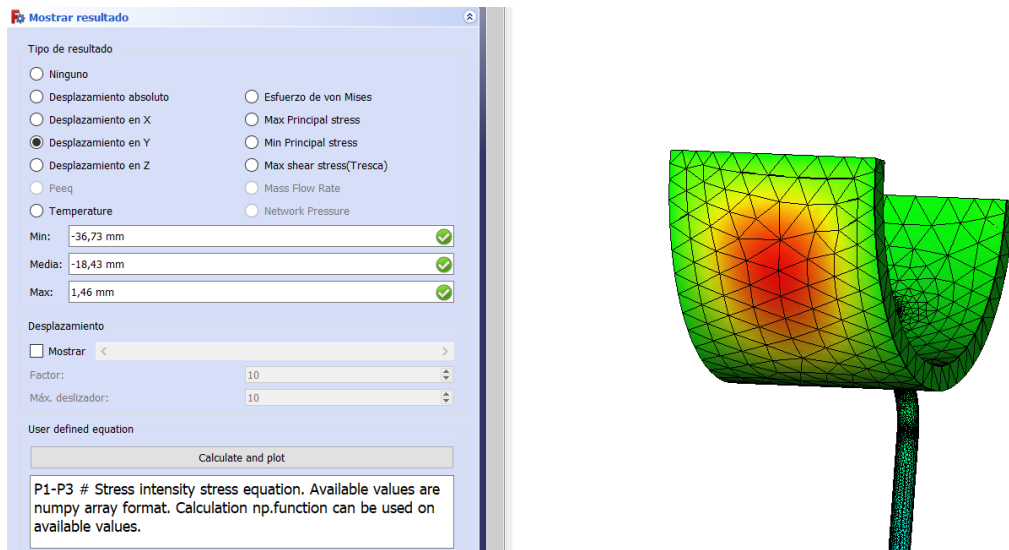 Mostrar resultado
Tipo de resultado
Ninguno
Desplazamiento absoluto
Esfuerzo de von Mises
Desplazamiento en X
Max Principal stress
Desplazamiento en Y
Min Principal stress
Desplazamiento en Z
Max shear stress(Tresca)
Peeq
Mass Flow Rate
Temperature
Network Pressure
Min: -36,73 mm
Media: -18,43 mm
Max: 1,46 mm
Desplazamiento
Mostrar
Factor: 10
Máx. deslizador: 10
User defined equation
Calculate and plot
P1-P3 # Stress intensity stress equation. Available values are
numpy array format. Calculation np.function can be used on
available values.